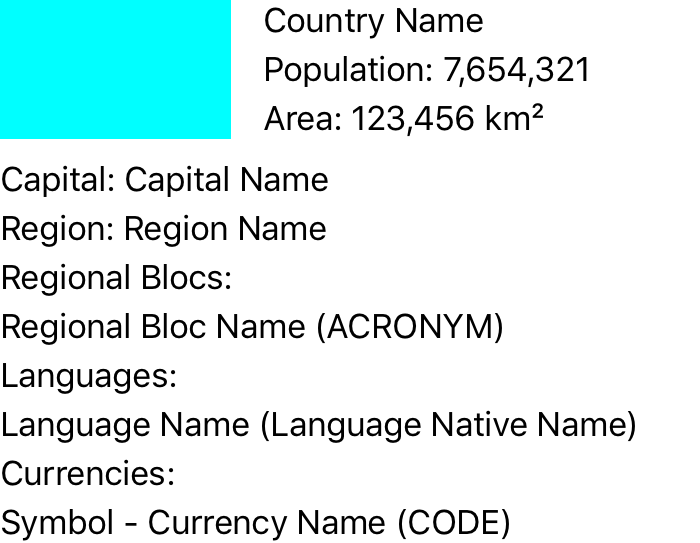 Country Name
Population: 7,654,321
Area: 123,456 km²
Capital: Capital Name
Region: Region Name
Regional Blocs:
Regional Bloc Name (ACRONYM)
Languages:
Language Name (Language Native Name)
Currencies:
Symbol - Currency Name (CODE)